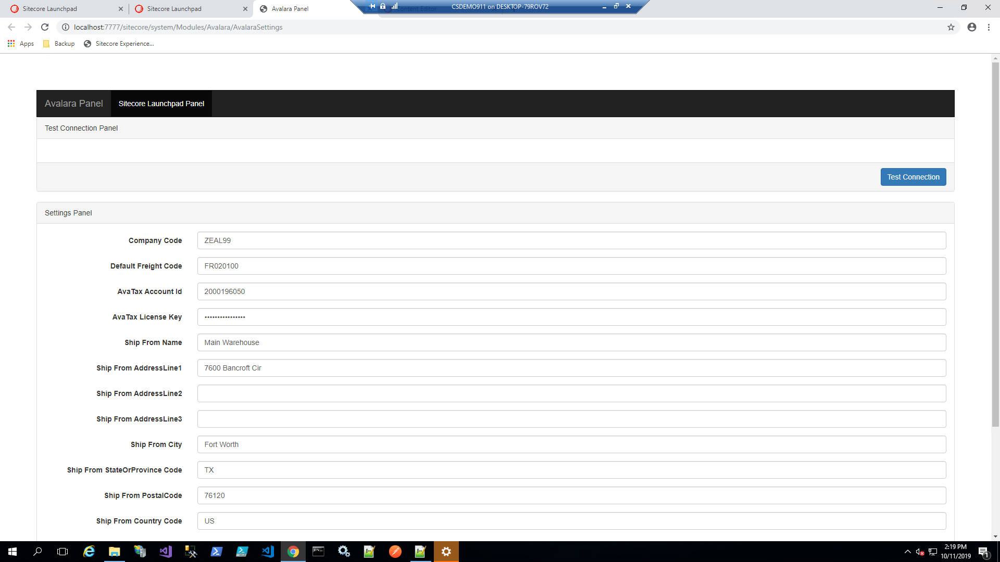 Sitecore Launchpad
Sitecore Launchpad
Avalara Panel
CSDEMO911 on DESKTOP-79ROV72
Content Editor
localhost:7777/sitecore/system/Modules/Avalara/AvalaraSettings
Apps
Backup
Sitecore Experience...
Avalara Panel
Sitecore Launchpad Panel
Test Connection Panel
Test Connection
Settings Panel
Company Code ZEAL99
Default Freight Code FR020100
AvaTax Account Id 2000196050
AvaTax License Key ••••••••••••••••
Ship From Name Main Warehouse
Ship From AddressLine1 7600 Bancroft Cir
Ship From AddressLine2
Ship From AddressLine3
Ship From City Fort Worth
Ship From StateOrProvince Code TX
Ship From PostalCode 76120
Ship From Country Code US
2:19 PM
10/11/2019
1